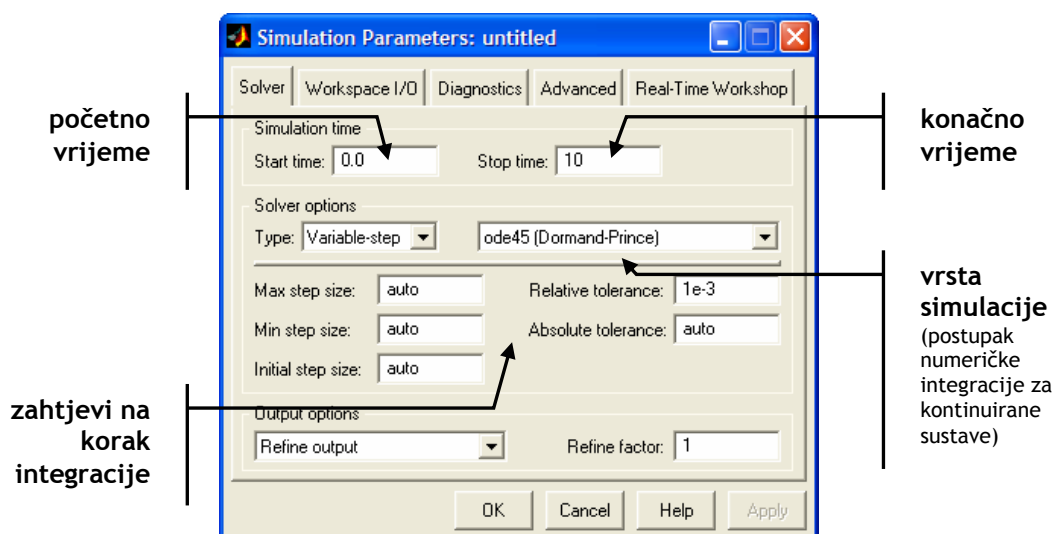 Simulation Parameters: untitled
Solver Workspace I/O Diagnostics Advanced Real-Time Workshop
početno
vrijeme
konačno
vrijeme
Simulation time
Start time: 0.0 Stop time: 10
Solver options
Type: Variable-step ode45 (Dormand-Prince)
vrsta
simulacije
(postupak
numeričke
integracije za
kontinuirane
sustave)
Max step size: auto Relative tolerance: 1e-3
Min step size: auto Absolute tolerance: auto
Initial step size: auto
zahtjevi na
korak
integracije
Output options
Refine output Refine factor: 1
OK Cancel Help Apply